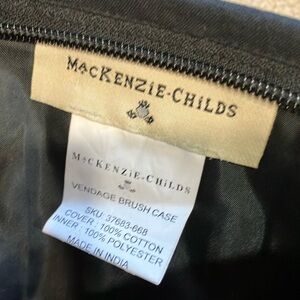 MACKENZIE-CHILDS
MACKENZIE-CHILDS
VENDAGE BRUSH CASE
SKU: 37683-668
COVER : 100% COTTON
INNER : 100% POLYESTER
MADE IN INDIA